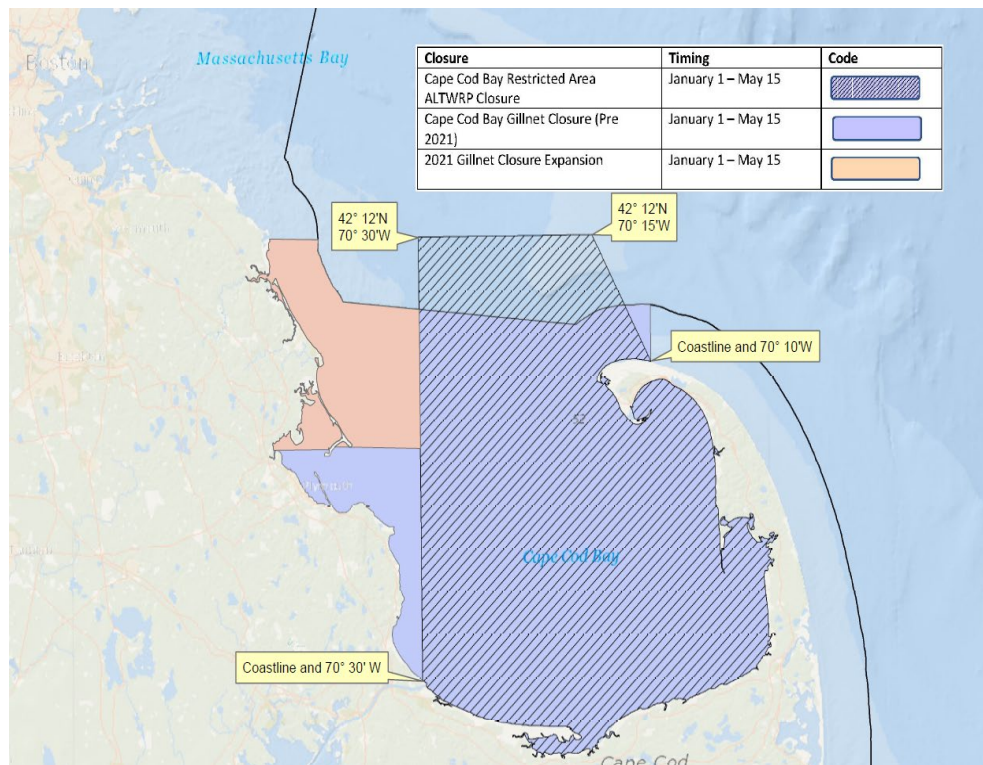 Boston
Massachusetts Bay
Closure Timing Code
Cape Cod Bay Restricted Area January 1 – May 15
ALTWRP Closure
Cape Cod Bay Gillnet Closure (Pre January 1 – May 15
2021)
2021 Gillnet Closure Expansion January 1 – May 15
42° 12'N
70° 30'W
42° 12'N
70° 15'W
Coastline and 70° 10'W
52
Cape Cod Bay
Coastline and 70° 30' W
Cape Cod